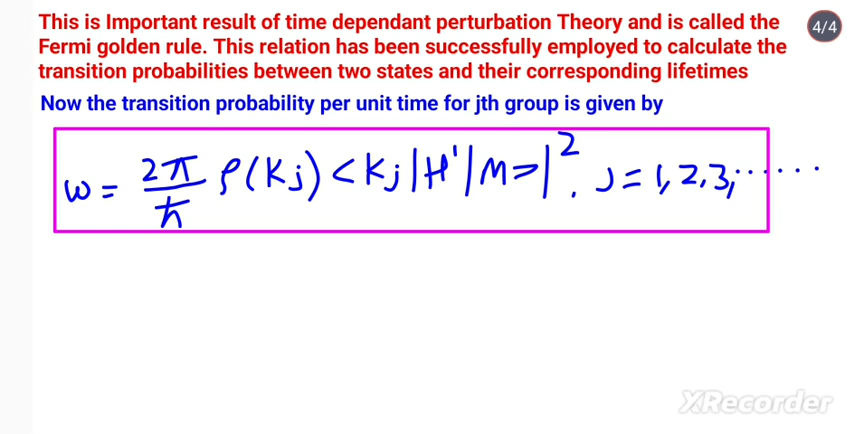 This is Important result of time dependant perturbation Theory and is called the
4/4
Fermi golden rule. This relation has been successfully employed to calculate the
transition probabilities between two states and their corresponding lifetimes
Now the transition probability per unit time for jth group is given by
ω = 2π/ħ ρ(Kj) <Kj|H'|m>|². J = 1, 2, 3, ......
XRecorder